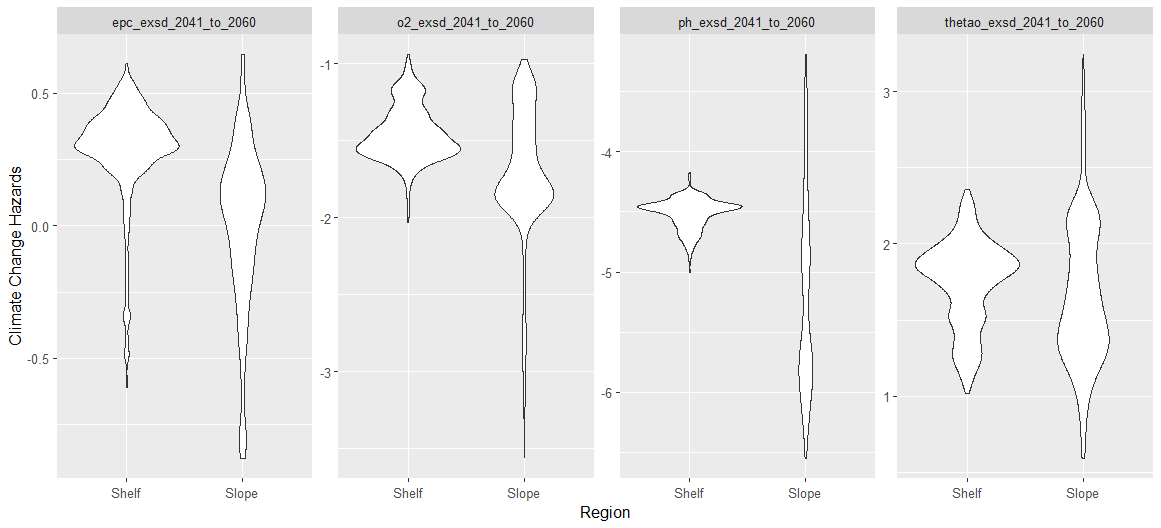 epc_exsd_2041_to_2060
o2_exsd_2041_to_2060
ph_exsd_2041_to_2060
thetao_exsd_2041_to_2060
Climate Change Hazards
0.5
0.0
-0.5
-1
-2
-3
-4
-5
-6
3
2
1
Shelf
Slope
Shelf
Slope
Shelf
Slope
Shelf
Slope
Region